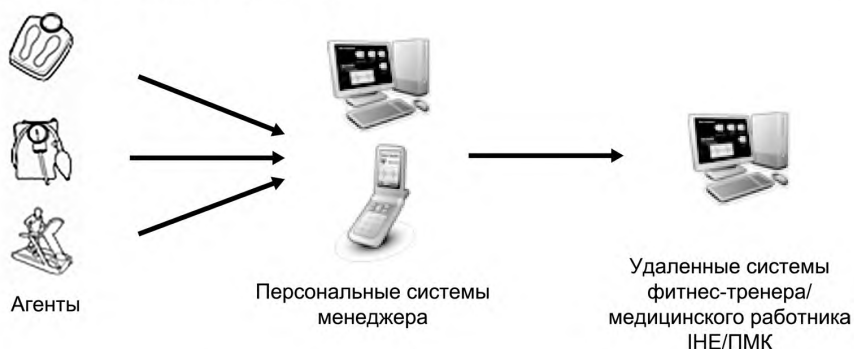 Агенты
Персональные системы
менеджера
Удаленные системы
фитнес-тренера/
медицинского работника
IHE/ПМК